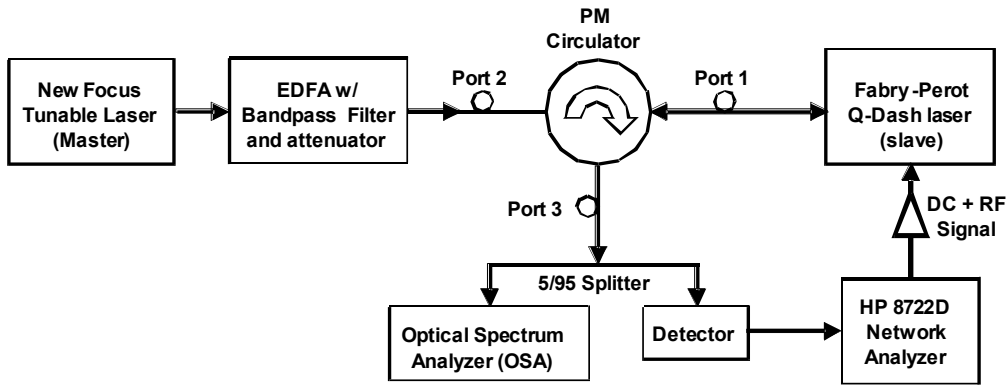 PM
Circulator
New Focus
Tunable Laser
(Master)
EDFA w/
Bandpass Filter
and attenuator
Port 2
Port 1
Fabry-Perot
Q-Dash laser
(slave)
Port 3
DC + RF
Signal
5/95 Splitter
Optical Spectrum
Analyzer (OSA)
Detector
HP 8722D
Network
Analyzer